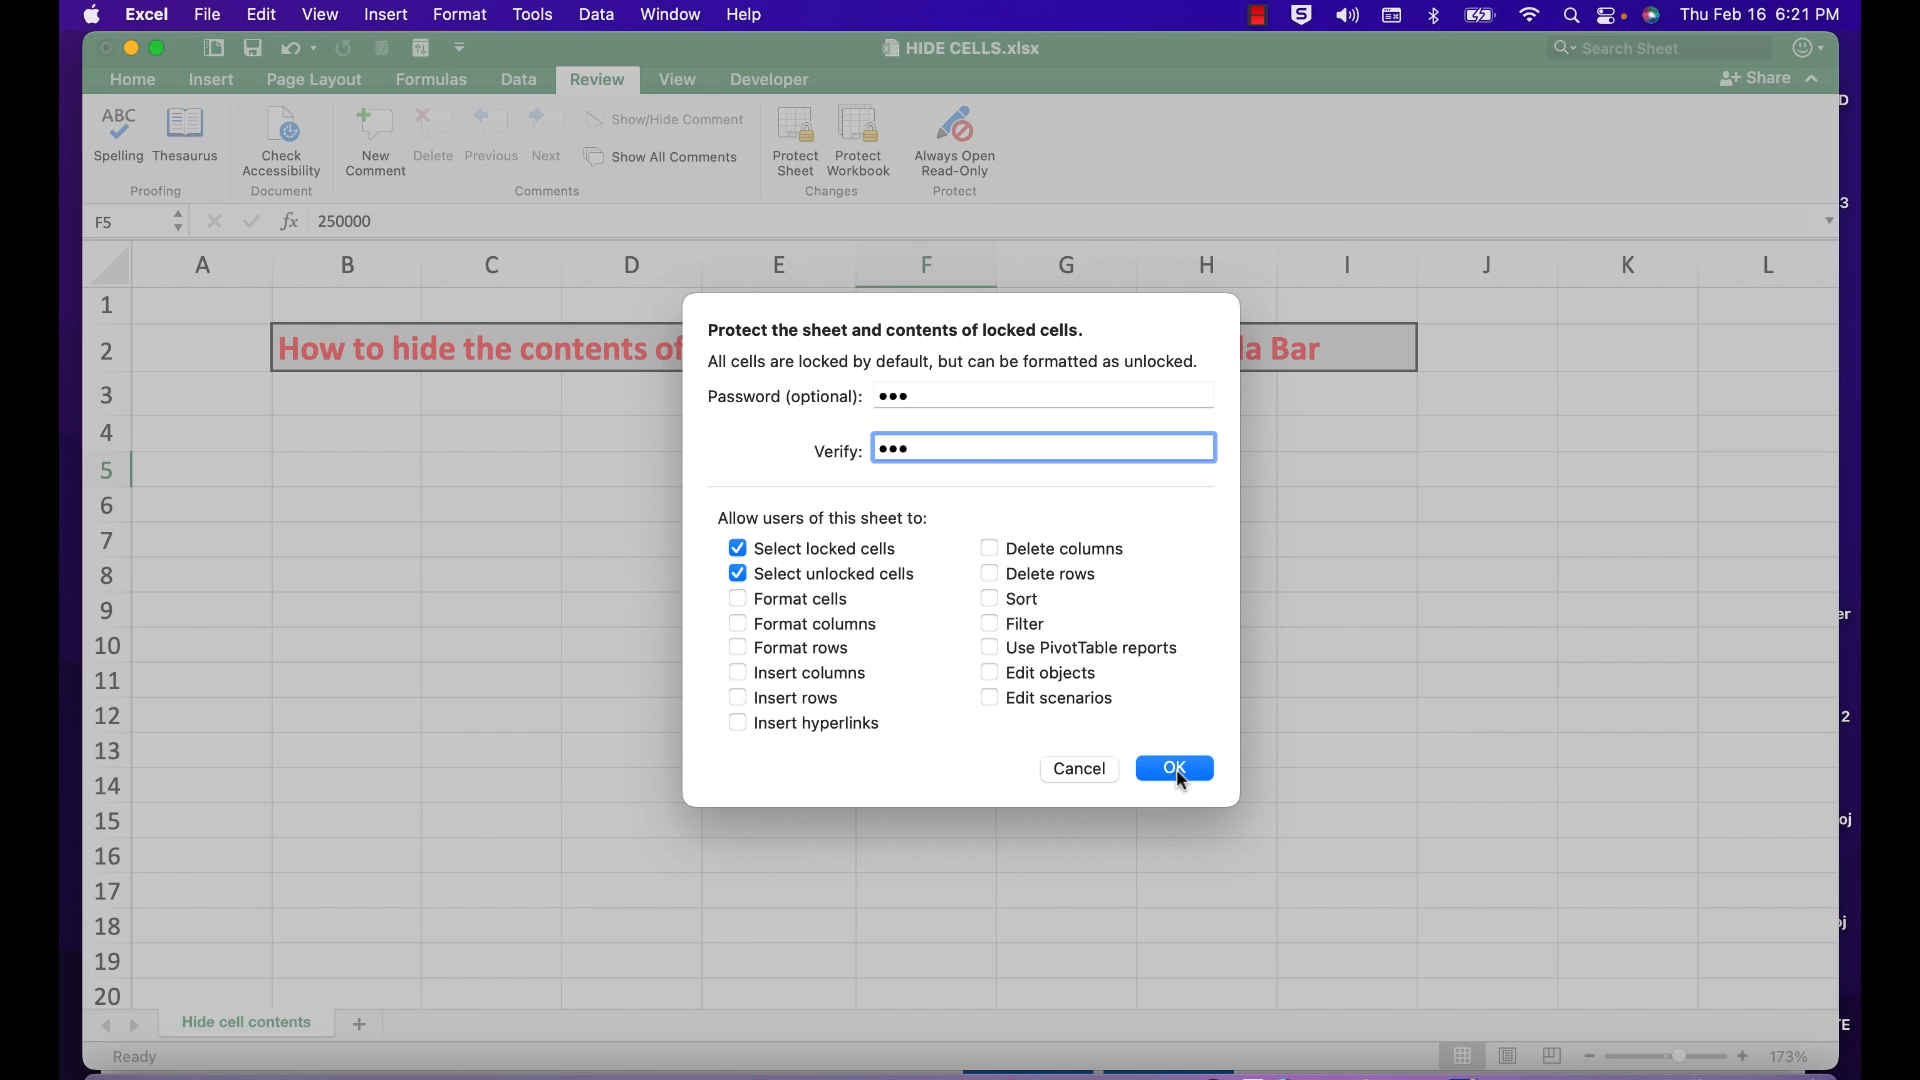 Excel File Edit View Insert Format Tools Data Window Help Thu Feb 16 6:21 PM
HIDE CELLS.xlsx Search Sheet
Home Insert Page Layout Formulas Data Review View Developer Share
ABC
Spelling Thesaurus Check Accessibility New Comment Delete Previous Next Show/Hide Comment Show All Comments Protect Sheet Protect Workbook Always Open Read-Only
Proofing Document Comments Changes Protect
F5 fx 250000
A B C D E F G H I J K L
1
2 How to hide the contents of la Bar
3
4
5
6
7
8
9
10
11
12
13
14
15
16
17
18
19
20
Protect the sheet and contents of locked cells.
All cells are locked by default, but can be formatted as unlocked.
Password (optional): •••
Verify: •••
Allow users of this sheet to:
Select locked cells Delete columns
Select unlocked cells Delete rows
Format cells Sort
Format columns Filter
Format rows Use PivotTable reports
Insert columns Edit objects
Insert rows Edit scenarios
Insert hyperlinks
Cancel OK
Hide cell contents +
Ready 173%
D
3
er
2
oj
oj
TE